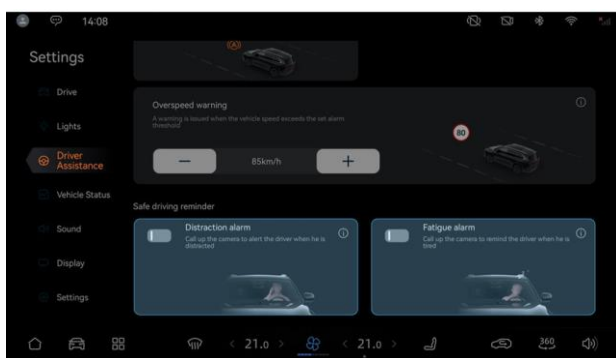 14:08
Settings
Drive
Lights
Driver
Assistance
Vehicle Status
Sound
Display
Settings
(A)
Overspeed warning
A warning is issued when the vehicle speed exceeds the set alarm
threshold
80
— 85km/h +
Safe driving reminder
Distraction alarm
Call up the camera to alert the driver when he is
distracted
Fatigue alarm
Call up the camera to remind the driver when he is
tired
< 21.0 > < 21.0 > 360